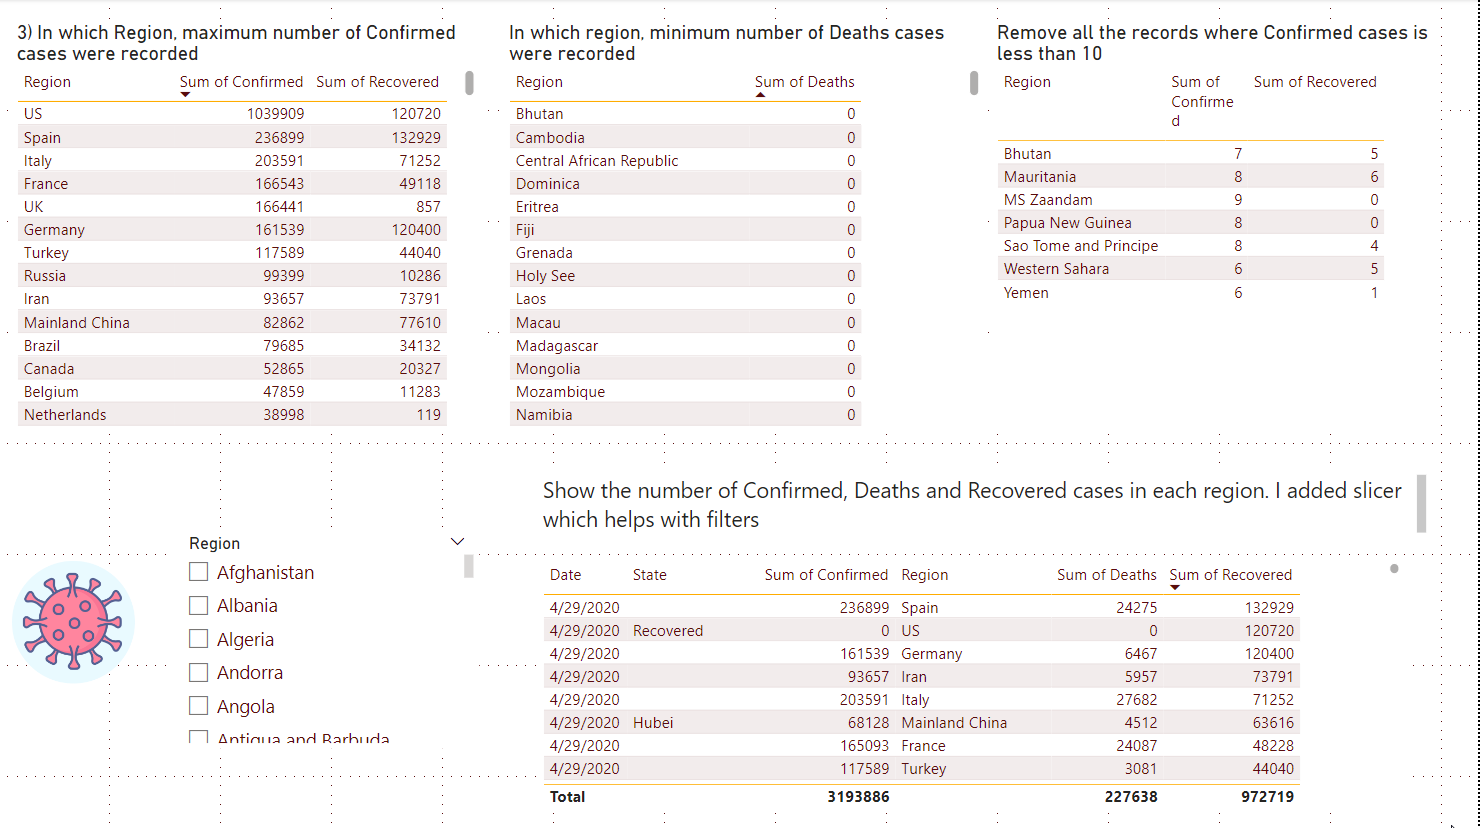 3) In which Region, maximum number of Confirmed
cases were recorded
Region Sum of Confirmed Sum of Recovered
US 1039909 120720
Spain 236899 132929
Italy 203591 71252
France 166543 49118
UK 166441 857
Germany 161539 120400
Turkey 117589 44040
Russia 99399 10286
Iran 93657 73791
Mainland China 82862 77610
Brazil 79685 34132
Canada 52865 20327
Belgium 47859 11283
Netherlands 38998 119
In which region, minimum number of Deaths cases
were recorded
Region Sum of Deaths
Bhutan 0
Cambodia 0
Central African Republic 0
Dominica 0
Eritrea 0
Fiji 0
Grenada 0
Holy See 0
Laos 0
Macau 0
Madagascar 0
Mongolia 0
Mozambique 0
Namibia 0
Remove all the records where Confirmed cases is
less than 10
Region Sum of Sum of Recovered
Confirme
d
Bhutan 7 5
Mauritania 8 6
MS Zaandam 9 0
Papua New Guinea 8 0
Sao Tome and Principe 8 4
Western Sahara 6 5
Yemen 6 1
Region
Afghanistan
Albania
Algeria
Andorra
Angola
Antigua and Barbuda
Show the number of Confirmed, Deaths and Recovered cases in each region. I added slicer
which helps with filters
Date State Sum of Confirmed Region Sum of Deaths Sum of Recovered
4/29/2020 236899 Spain 24275 132929
4/29/2020 Recovered 0 US 0 120720
4/29/2020 161539 Germany 6467 120400
4/29/2020 93657 Iran 5957 73791
4/29/2020 203591 Italy 27682 71252
4/29/2020 Hubei 68128 Mainland China 4512 63616
4/29/2020 165093 France 24087 48228
4/29/2020 117589 Turkey 3081 44040
Total 3193886 227638 972719